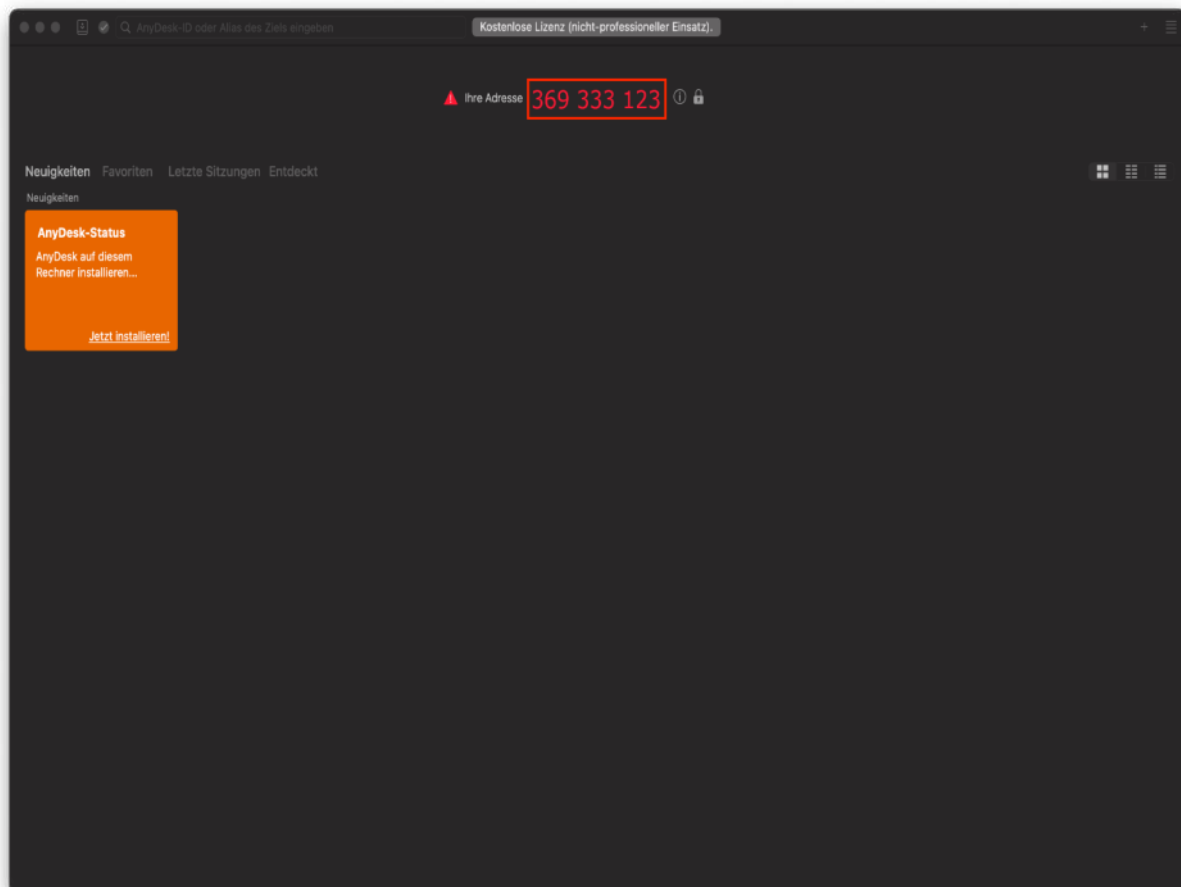 AnyDesk-ID oder Alias des Ziels eingeben
Kostenlose Lizenz (nicht-professioneller Einsatz).
Ihre Adresse 369 333 123
Neuigkeiten Favoriten Letzte Sitzungen Entdeckt
Neuigkeiten
AnyDesk-Status
AnyDesk auf diesem
Rechner installieren...
Jetzt installieren!